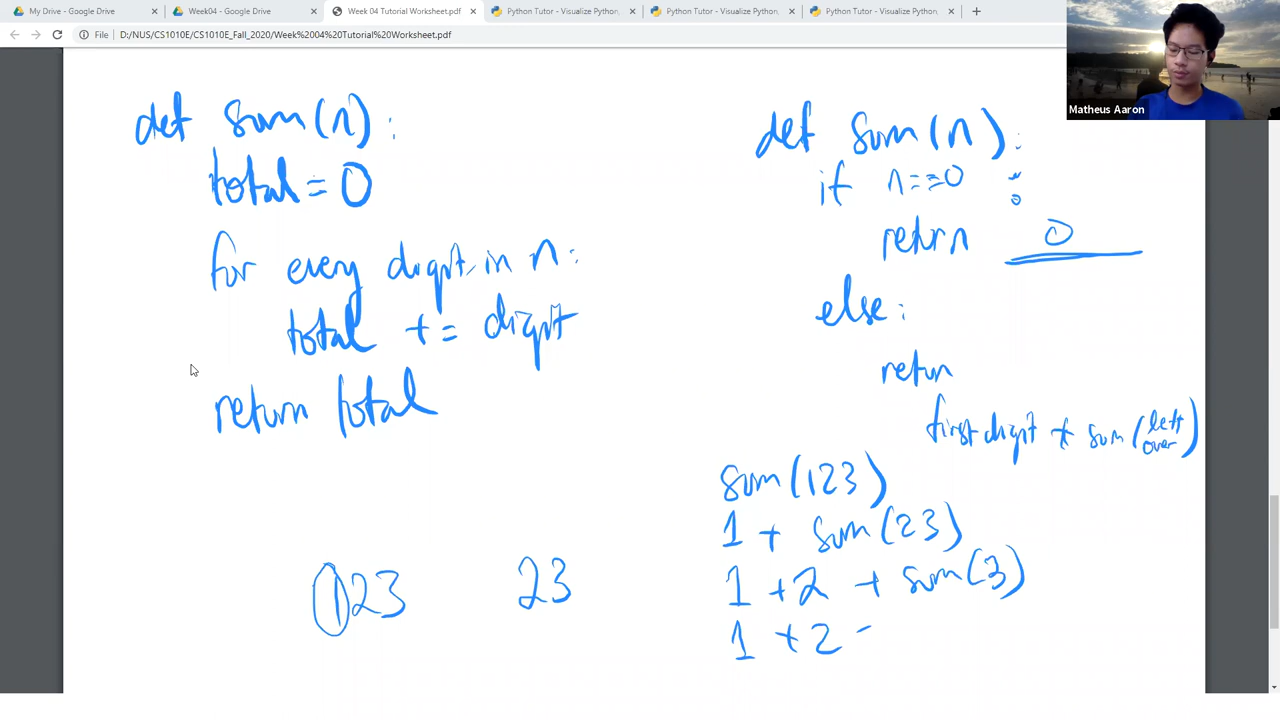 My Drive - Google Drive
Week04 - Google Drive
Week 04 Tutorial Worksheet.pdf
Python Tutor - Visualize Python,
Python Tutor - Visualize Python,
Python Tutor - Visualize Python,
File D:/NUS/CS1010E/CS1010E_Fall_2020/Week%2004%20Tutorial%20Worksheet.pdf
Matheus Aaron
def sum(n):
total = 0
for every digit in n:
total += digit
return total
123
23
def sum(n):
if n==0 :
return 0
else:
return
first digit + sum(left
over)
sum(123)
1 + sum(23)
1 + 2 + sum(3)
1 + 2 -